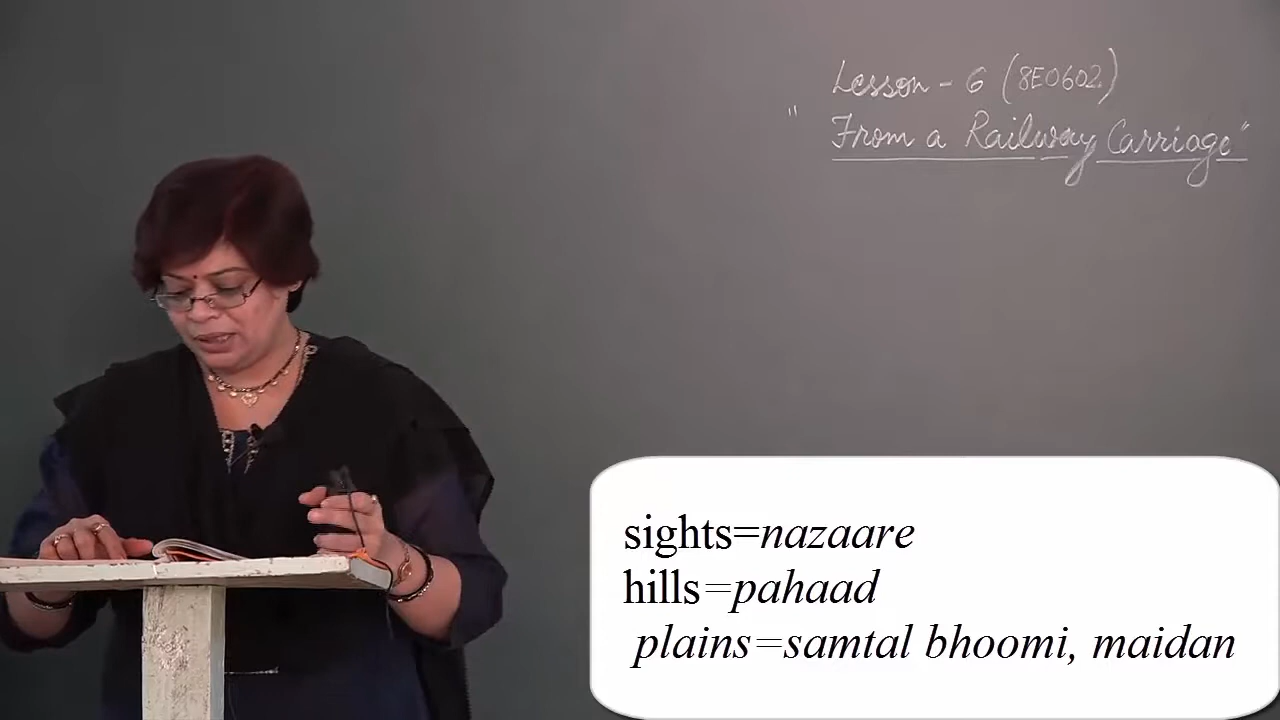 Lesson - 6 (8E0602)
"From a Railway Carriage"
sights=nazaare
hills=pahaad
plains=samtal bhoomi, maidan